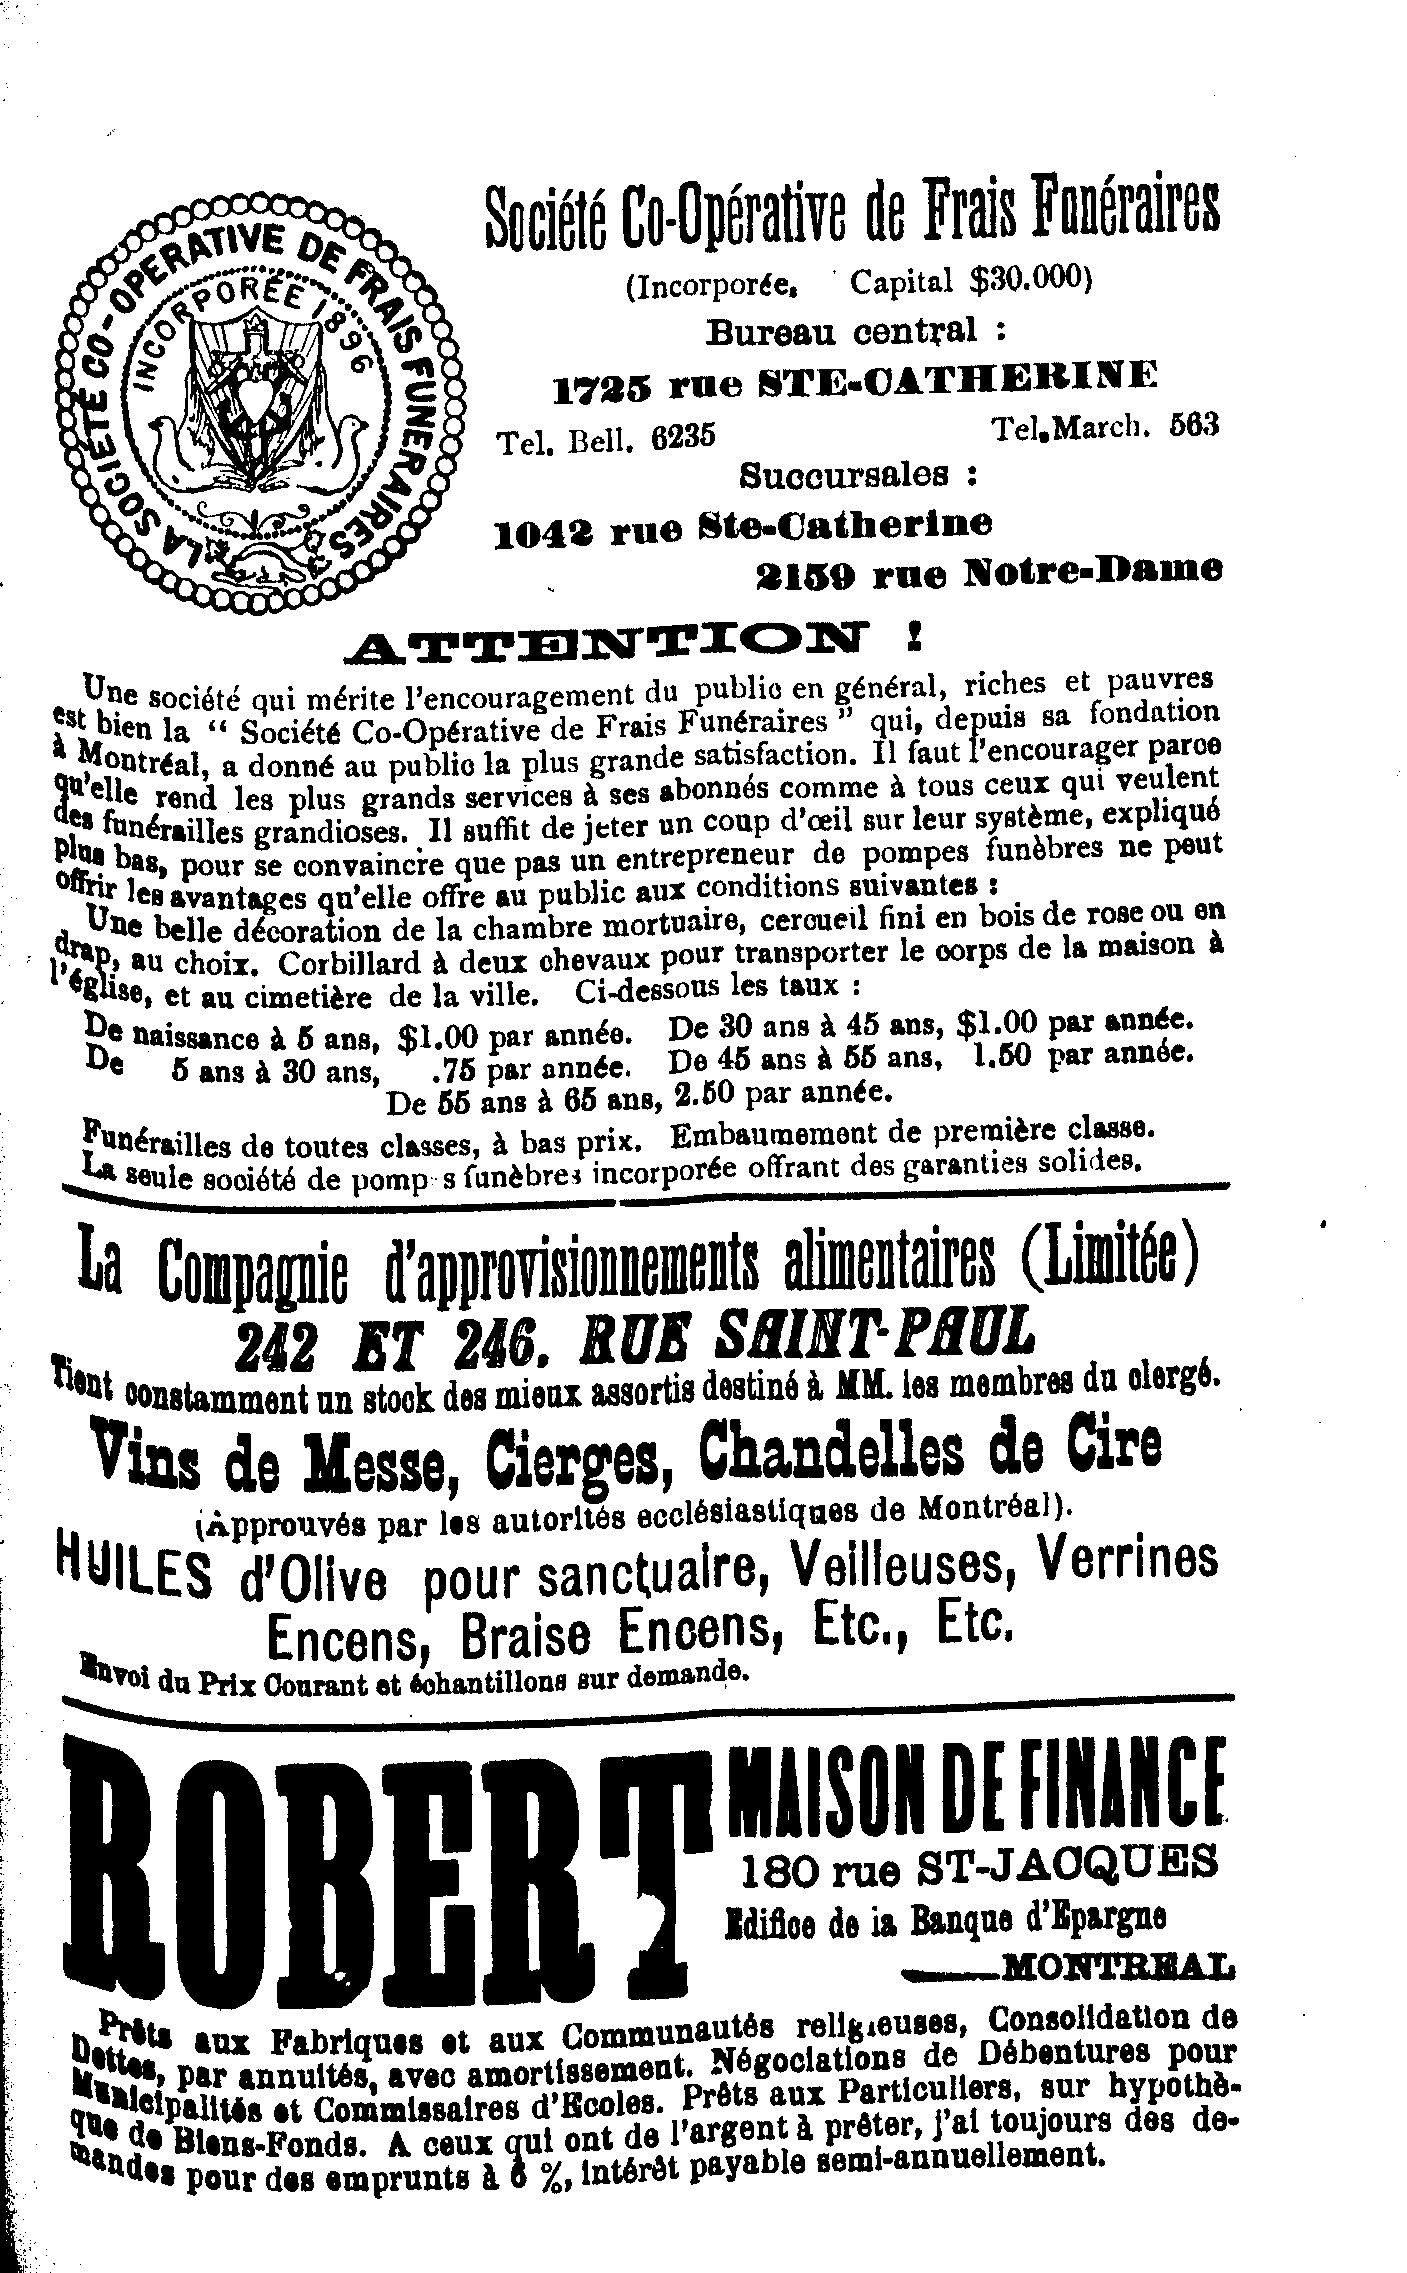 LA SOCIÉTÉ CO-OPERATIVE DE FRAIS FUNERAIRES
INCORPORÉE 1896
Société Co-Opérative de Frais Funéraires
(Incorporée, Capital $30.000)
Bureau central :
1725 rue STE-CATHERINE
Tel. Bell. 6235 Tel. March. 563
Succursales :
1042 rue Ste-Catherine
2159 rue Notre-Dame
ATTENTION !
Une société qui mérite l'encouragement du public en général, riches et pauvres
est bien la " Société Co-Opérative de Frais Funéraires " qui, depuis sa fondation
à Montréal, a donné au public la plus grande satisfaction. Il faut l'encourager parce
qu'elle rend les plus grands services à ses abonnés comme à tous ceux qui veulent
des funérailles grandioses. Il suffit de jeter un coup d'œil sur leur système, expliqué
plus bas, pour se convaincre que pas un entrepreneur de pompes funèbres ne peut
offrir les avantages qu'elle offre au public aux conditions suivantes :
Une belle décoration de la chambre mortuaire, cercueil fini en bois de rose ou en
drap, au choix. Corbillard à deux chevaux pour transporter le corps de la maison à
l'église, et au cimetière de la ville. Ci-dessous les taux :
De naissance à 5 ans, $1.00 par année. De 30 ans à 45 ans, $1.00 par année.
De 5 ans à 30 ans, .75 par année. De 45 ans à 55 ans, 1.50 par année.
De 55 ans à 65 ans, 2.50 par année.
Funérailles de toutes classes, à bas prix. Embaumement de première classe.
La seule société de pomp s funèbres incorporée offrant des garanties solides.
La Compagnie d'approvisionnements alimentaires (Limitée)
242 ET 246. RUE SAINT-PAUL
Tient constamment un stock des mieux assortis destiné à MM. les membres du clergé.
Vins de Messe, Cierges, Chandelles de Cire
(Approuvés par les autorités ecclésiastiques de Montréal).
HUILES d'Olive pour sanctuaire, Veilleuses, Verrines
Encens, Braise Encens, Etc., Etc.
Envoi du Prix Courant et échantillons sur demande.
ROBERT MAISON DE FINANCE
180 rue ST-JACQUES
Edifice de la Banque d'Epargne
MONTREAL
Prêts aux Fabriques et aux Communautés religieuses, Consolidation de
Dettes, par annuités, avec amortissement. Négociations de Débentures pour
Municipalités et Commissaires d'Ecoles. Prêts aux Particuliers, sur hypothè-
que de Biens-Fonds. A ceux qui ont de l'argent à prêter, j'ai toujours des de-
mandes pour des emprunts à 6 %, intérêt payable semi-annuellement.